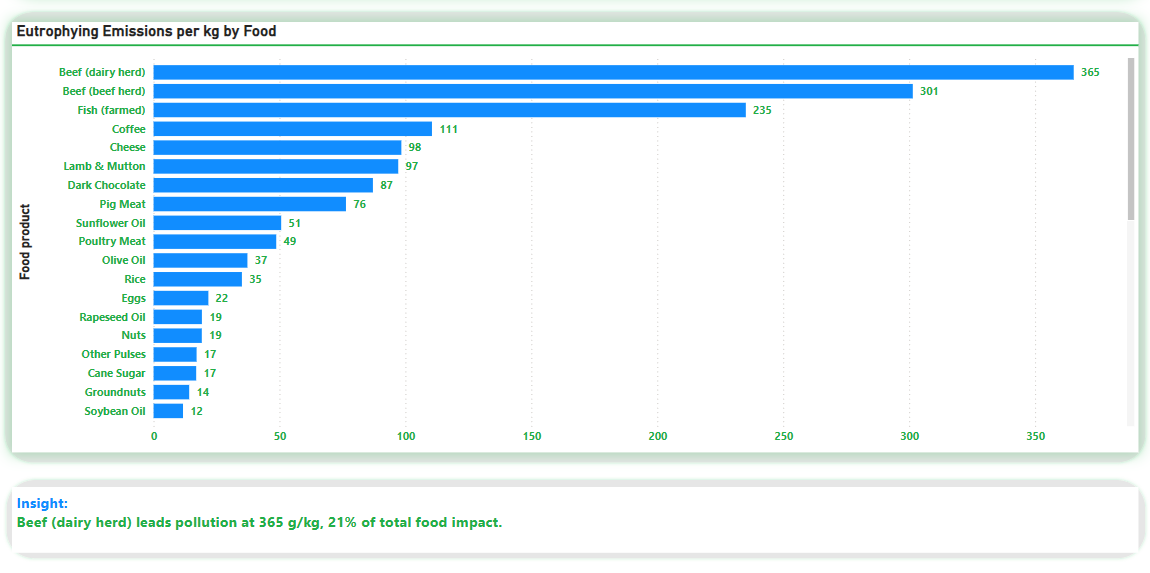 Eutrophying Emissions per kg by Food
Food product
Beef (dairy herd) 365
Beef (beef herd) 301
Fish (farmed) 235
Coffee 111
Cheese 98
Lamb & Mutton 97
Dark Chocolate 87
Pig Meat 76
Sunflower Oil 51
Poultry Meat 49
Olive Oil 37
Rice 35
Eggs 22
Rapeseed Oil 19
Nuts 19
Other Pulses 17
Cane Sugar 17
Groundnuts 14
Soybean Oil 12
0 50 100 150 200 250 300 350
Insight:
Beef (dairy herd) leads pollution at 365 g/kg, 21% of total food impact.